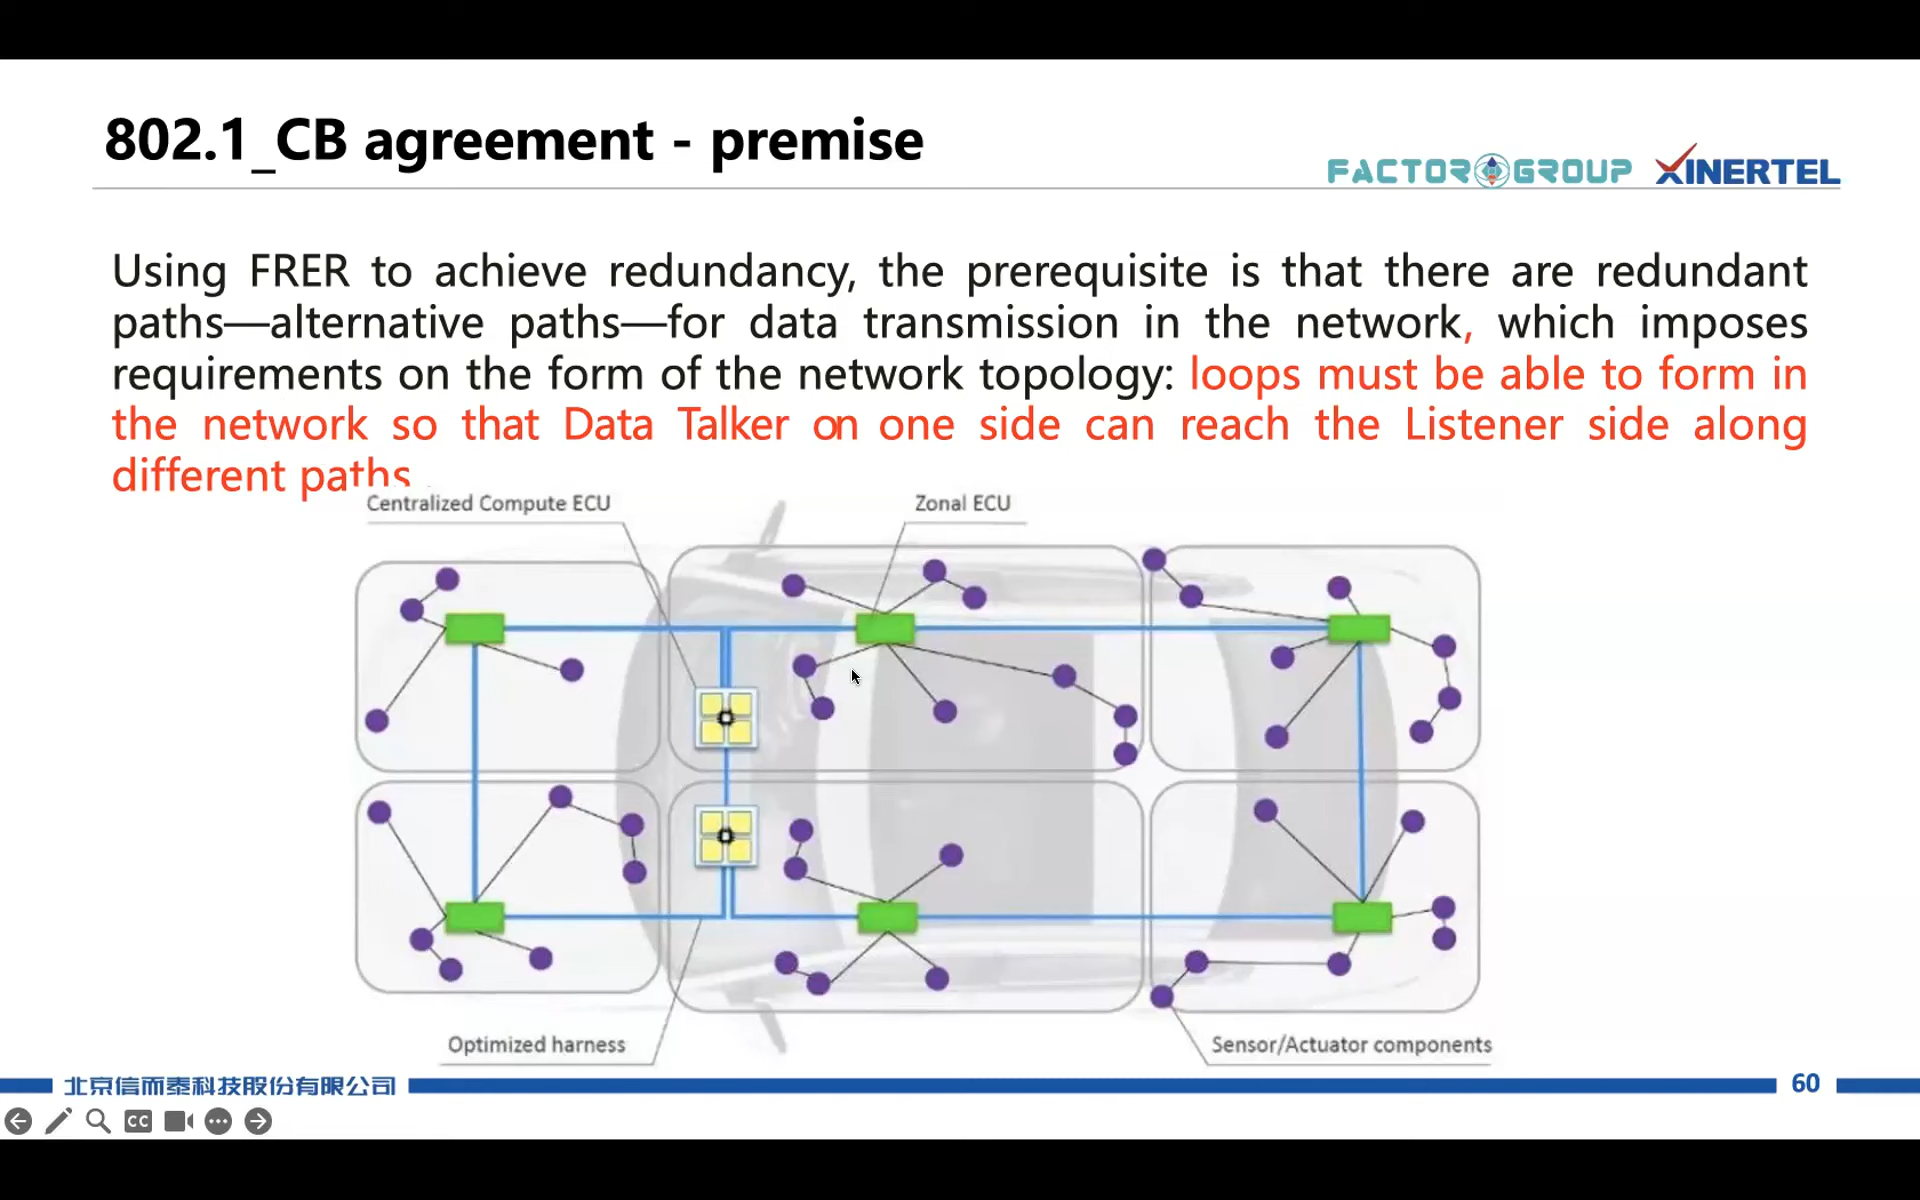 802.1_CB agreement - premise
FACTOR GROUP XINERTEL
Using FRER to achieve redundancy, the prerequisite is that there are redundant
paths—alternative paths—for data transmission in the network, which imposes
requirements on the form of the network topology: loops must be able to form in
the network so that Data Talker on one side can reach the Listener side along
different paths.
Centralized Compute ECU
Zonal ECU
Optimized harness
Sensor/Actuator components
北京信而泰科技股份有限公司
60
CC